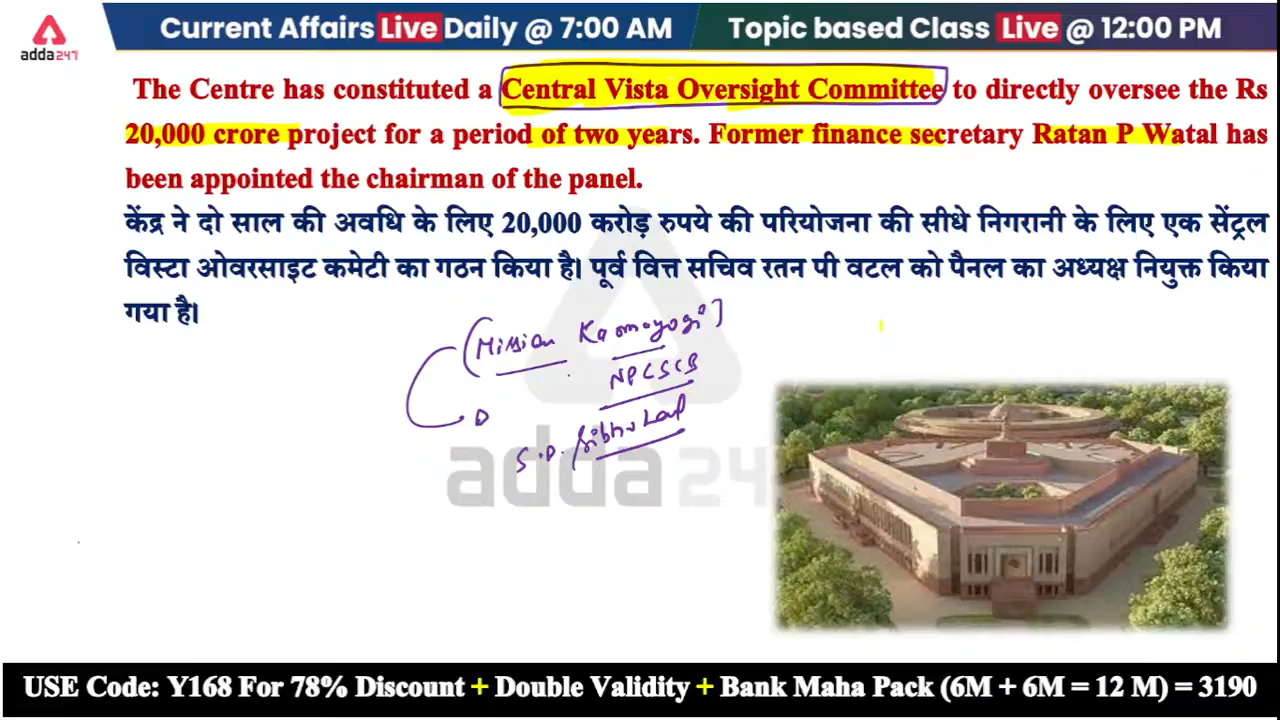 Current Affairs Live Daily @ 7:00 AM
Topic based Class Live @ 12:00 PM
adda247
The Centre has constituted a Central Vista Oversight Committee to directly oversee the Rs
20,000 crore project for a period of two years. Former finance secretary Ratan P Watal has
been appointed the chairman of the panel.
केंद्र ने दो साल की अवधि के लिए 20,000 करोड़ रुपये की परियोजना की सीधे निगरानी के लिए एक सेंट्रल
विस्टा ओवरसाइट कमेटी का गठन किया है। पूर्व वित्त सचिव रतन पी वटल को पैनल का अध्यक्ष नियुक्त किया
गया है।
(Mission Karmayogi]
NPCSCB
S.D.
adda247
USE Code: Y168 For 78% Discount + Double Validity + Bank Maha Pack (6M + 6M = 12 M) = 3190